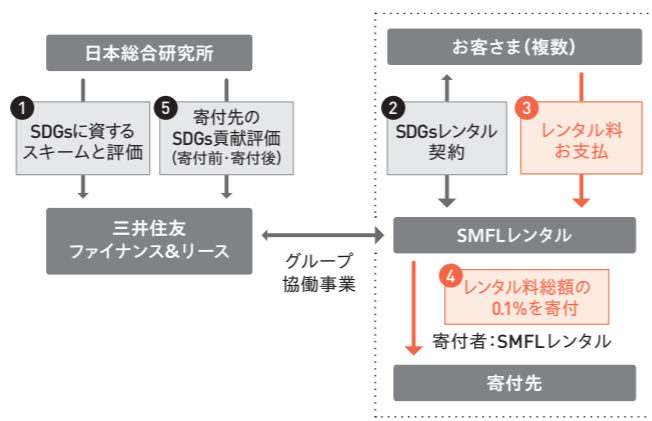 日本総合研究所
1
SDGsに資する
スキームと評価
5
寄付先の
SDGs貢献評価
(寄付前・寄付後)
三井住友
ファイナンス&リース
グループ
協働事業
お客さま(複数)
2
SDGsレンタル
契約
3
レンタル料
お支払
SMFLレンタル
4
レンタル料総額の
0.1%を寄付
寄付者:SMFLレンタル
寄付先